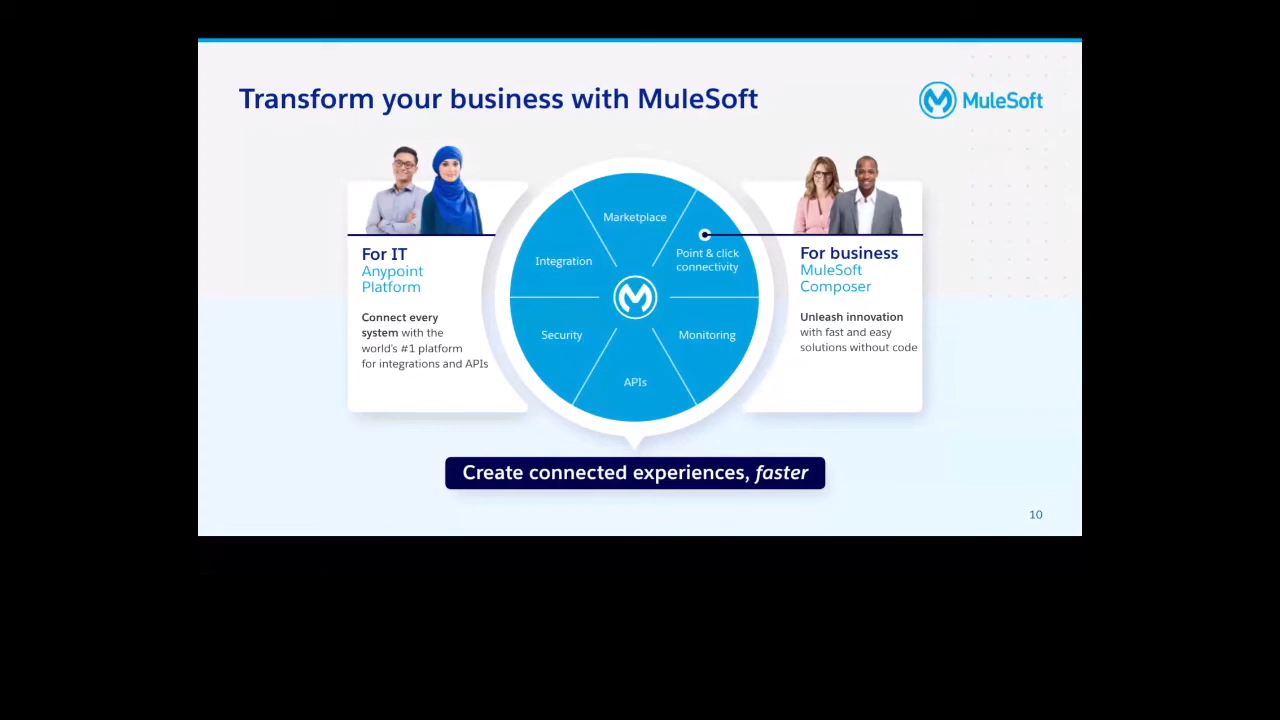 Transform your business with MuleSoft
MuleSoft
For IT
Anypoint
Platform
Connect every
system with the
world's #1 platform
for integrations and APIs
Marketplace
Integration
Point & click
connectivity
Security
Monitoring
APIs
For business
MuleSoft
Composer
Unleash innovation
with fast and easy
solutions without code
Create connected experiences, faster
10